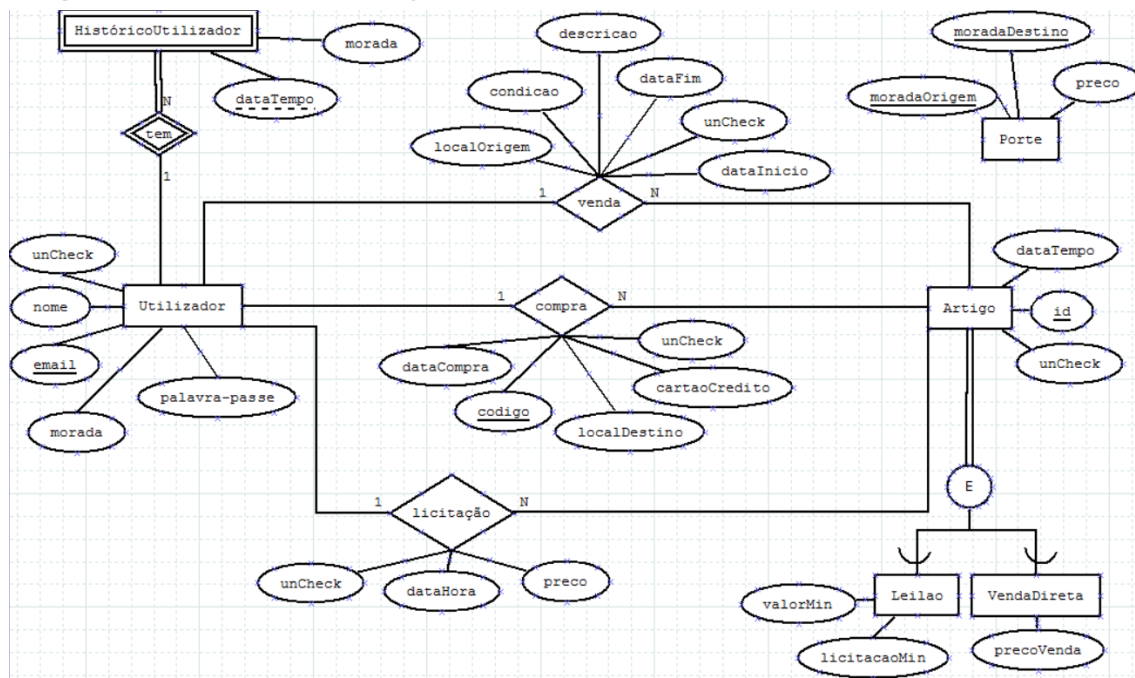 HistóricoUtilizador
morada
dataTempo
N
tem
1
descricao
dataFim
condicao
unCheck
localOrigem
dataInicio
1
venda
N
moradaDestino
preco
moradaOrigem
Porte
unCheck
nome
Utilizador
email
palavra-passe
morada
1
compra
N
dataCompra
unCheck
cartaoCredito
codigo
localDestino
dataTempo
Artigo
id
unCheck
1
licitação
N
unCheck
dataHora
preco
E
Leilao
VendaDireta
valorMin
licitacaoMin
precoVenda